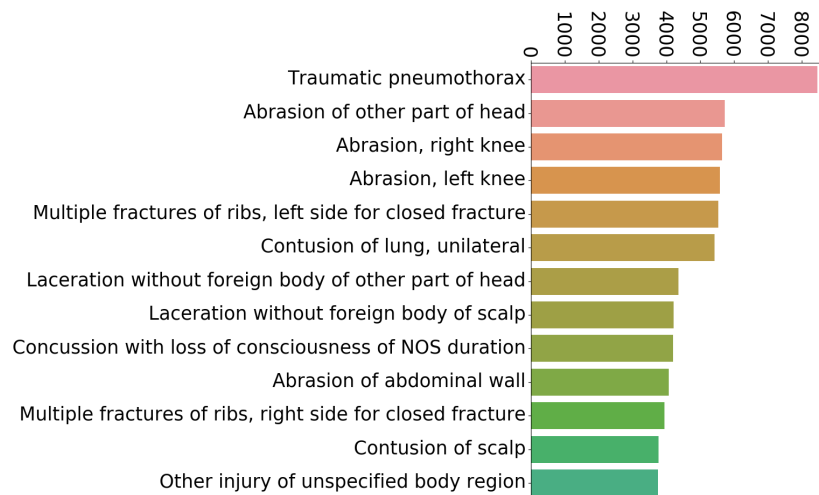 0 1000 2000 3000 4000 5000 6000 7000 8000
Traumatic pneumothorax
Abrasion of other part of head
Abrasion, right knee
Abrasion, left knee
Multiple fractures of ribs, left side for closed fracture
Contusion of lung, unilateral
Laceration without foreign body of other part of head
Laceration without foreign body of scalp
Concussion with loss of consciousness of NOS duration
Abrasion of abdominal wall
Multiple fractures of ribs, right side for closed fracture
Contusion of scalp
Other injury of unspecified body region